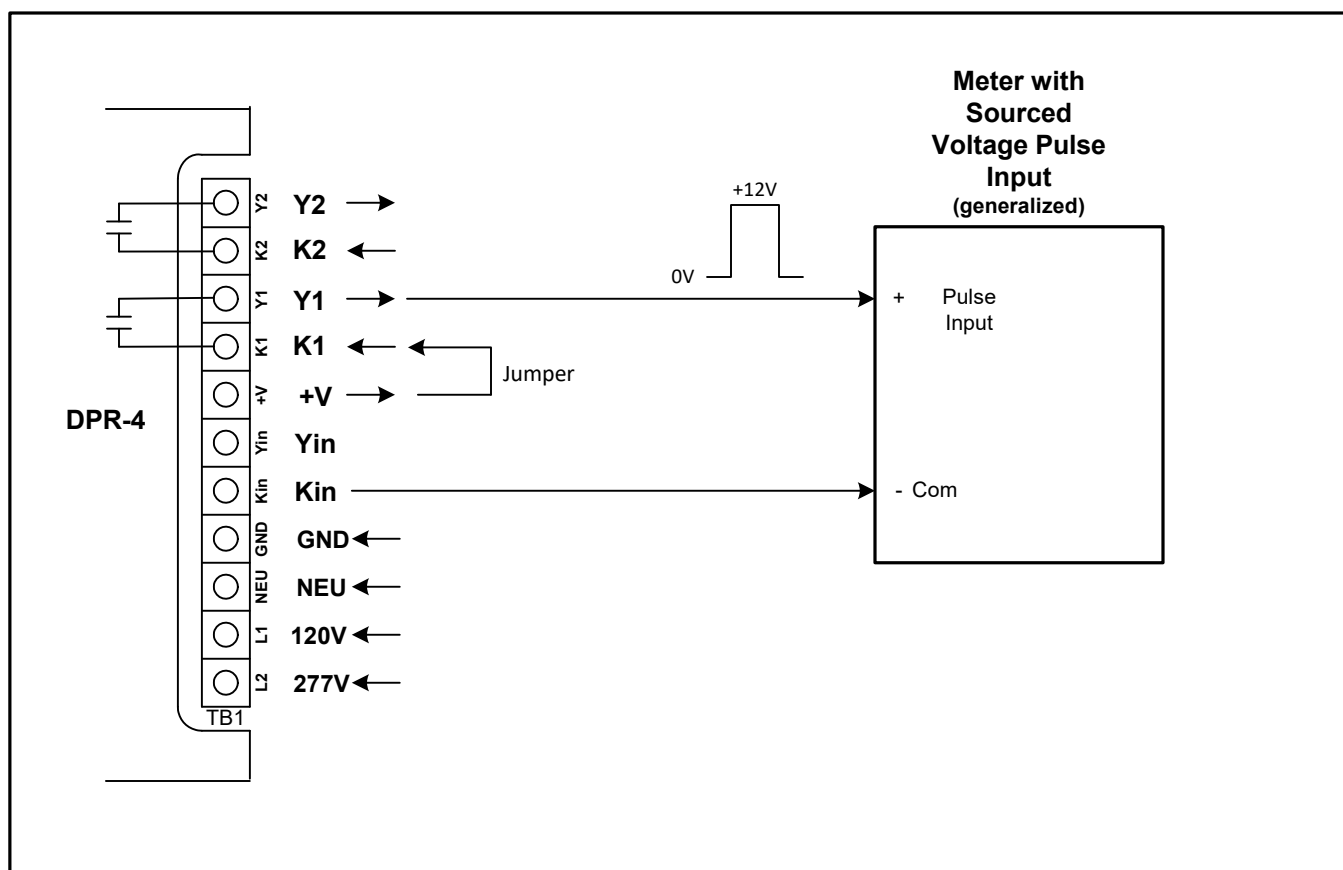 Meter with
Sourced
Voltage Pulse
Input
(generalized)
+12V
0V
Y2 Y2
K2 K2
Y1 Y1
+ Pulse
Input
K1 K1
Jumper
+V +V
DPR-4
Yin Yin
Kin Kin
- Com
GND GND
NEU NEU
L1 120V
L2 277V
TB1